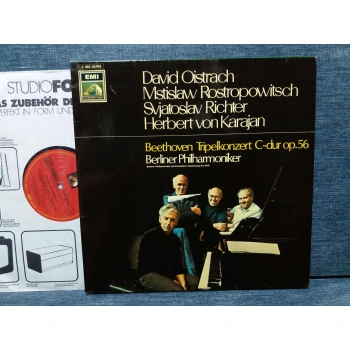 STUDIOFO
AS ZUBEHÖR DE
PERFEKT IN FORM UND
EMI
David Oistrach
Mstislaw Rostropowitsch
Svjatoslav Richter
Herbert von Karajan
Beethoven Tripelkonzert C-dur op.56
Berliner Philharmoniker